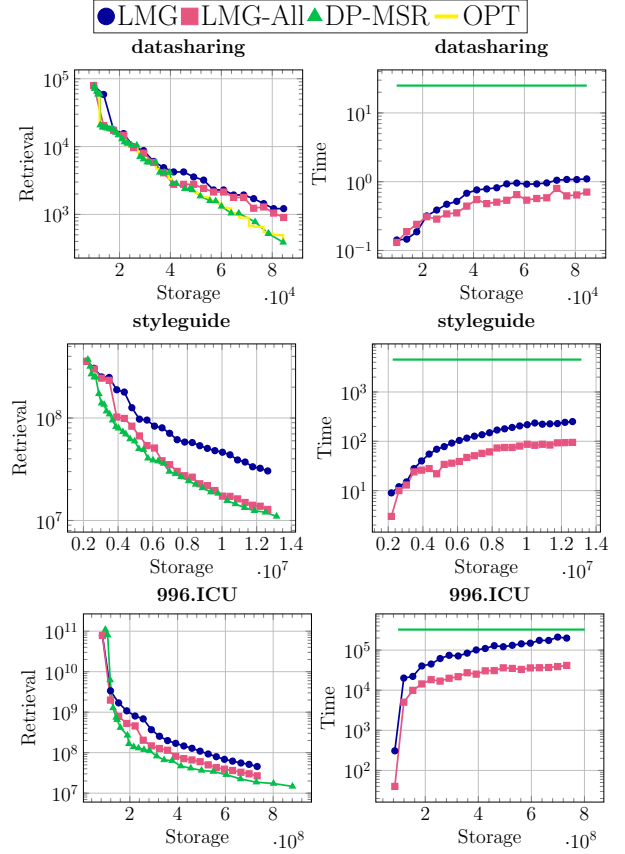 LMG LMG-All DP-MSR OPT
datasharing
10^5
10^4
10^3
Retrieval
2 4 6 8
Storage
·10^4
datasharing
10^1
10^0
10^−1
Time
2 4 6 8
Storage
·10^4
styleguide
10^8
10^7
Retrieval
0.2 0.4 0.6 0.8 1 1.2 1.4
Storage
·10^7
styleguide
10^3
10^2
10^1
Time
0.2 0.4 0.6 0.8 1 1.2 1.4
Storage
·10^7
996.ICU
10^11
10^10
10^9
10^8
10^7
Retrieval
2 4 6 8
Storage
·10^8
996.ICU
10^5
10^4
10^3
10^2
Time
2 4 6 8
Storage
·10^8